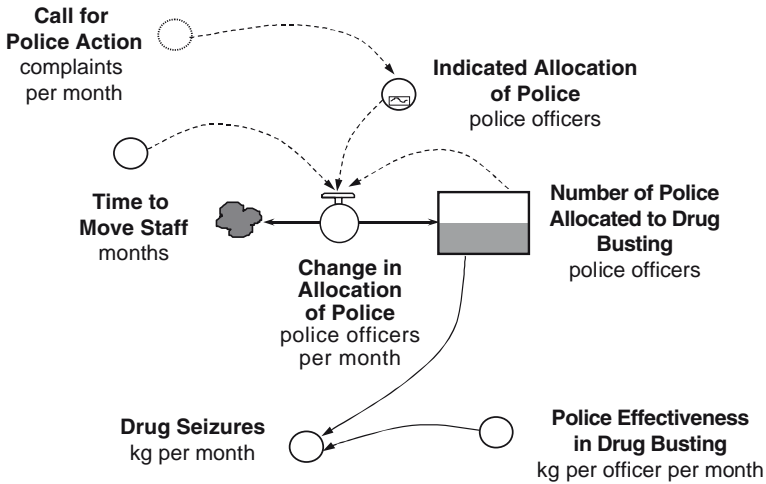 Call for
Police Action
complaints
per month
Indicated Allocation
of Police
police officers
Time to
Move Staff
months
Number of Police
Allocated to Drug
Busting
police officers
Change in
Allocation
of Police
police officers
per month
Drug Seizures
kg per month
Police Effectiveness
in Drug Busting
kg per officer per month